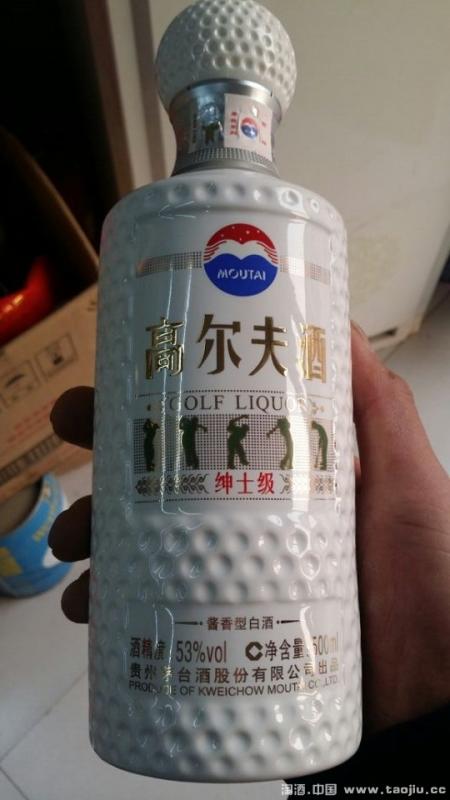 MOUTAI
高尔夫酒
GOLF LIQUOR
绅士级
酱香型白酒
酒精度 53%vol 净含量 500ml
贵州茅台酒股份有限公司出品
PRODUCE OF KWEICHOW MOUTAI CO.,LTD.
淘酒.中国 www.taojiu.cc